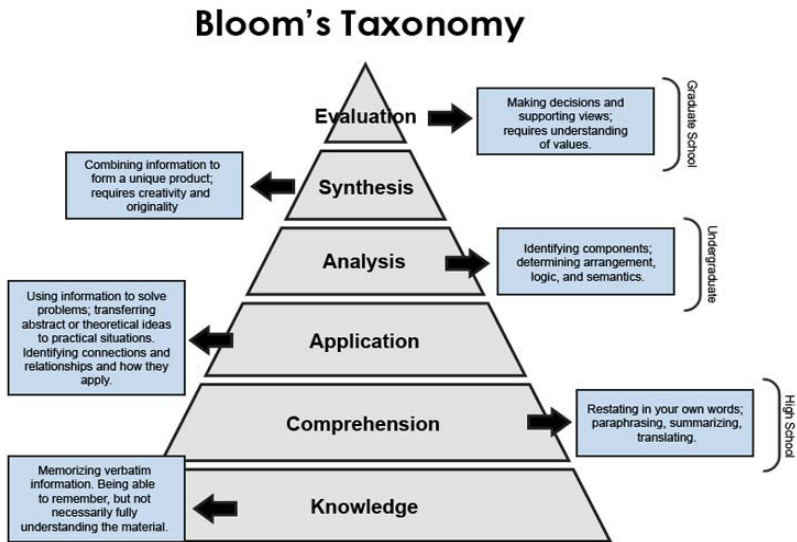 Bloom's Taxonomy
Evaluation
Making decisions and
supporting views;
requires understanding
of values.
Graduate School
Combining information to
form a unique product;
requires creativity and
originality
Synthesis
Analysis
Identifying components;
determining arrangement,
logic, and semantics.
Undergraduate
Using information to solve
problems; transferring
abstract or theoretical ideas
to practical situations.
Identifying connections and
relationships and how they
apply.
Application
Comprehension
Restating in your own words;
paraphrasing, summarizing,
translating.
High School
Memorizing verbatim
information. Being able
to remember, but not
necessarily fully
understanding the material.
Knowledge